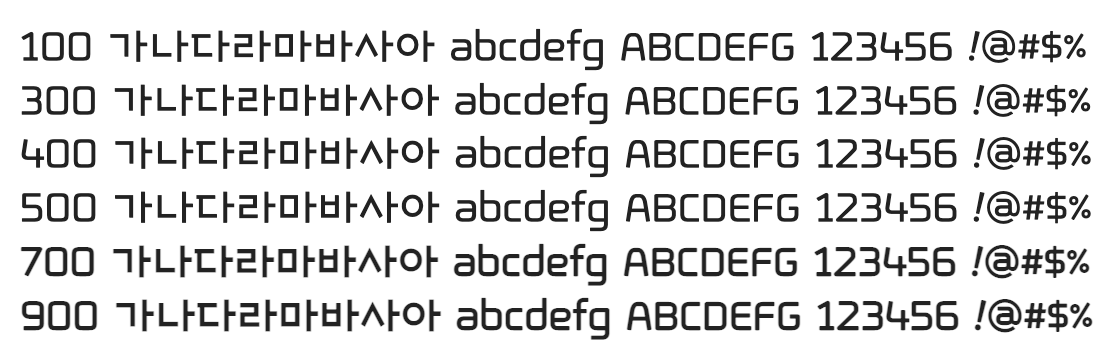 100 가나다라마바사아 abcdefg ABCDEFG 123456 !@#$%
300 가나다라마바사아 abcdefg ABCDEFG 123456 !@#$%
400 가나다라마바사아 abcdefg ABCDEFG 123456 !@#$%
500 가나다라마바사아 abcdefg ABCDEFG 123456 !@#$%
700 가나다라마바사아 abcdefg ABCDEFG 123456 !@#$%
900 가나다라마바사아 abcdefg ABCDEFG 123456 !@#$%